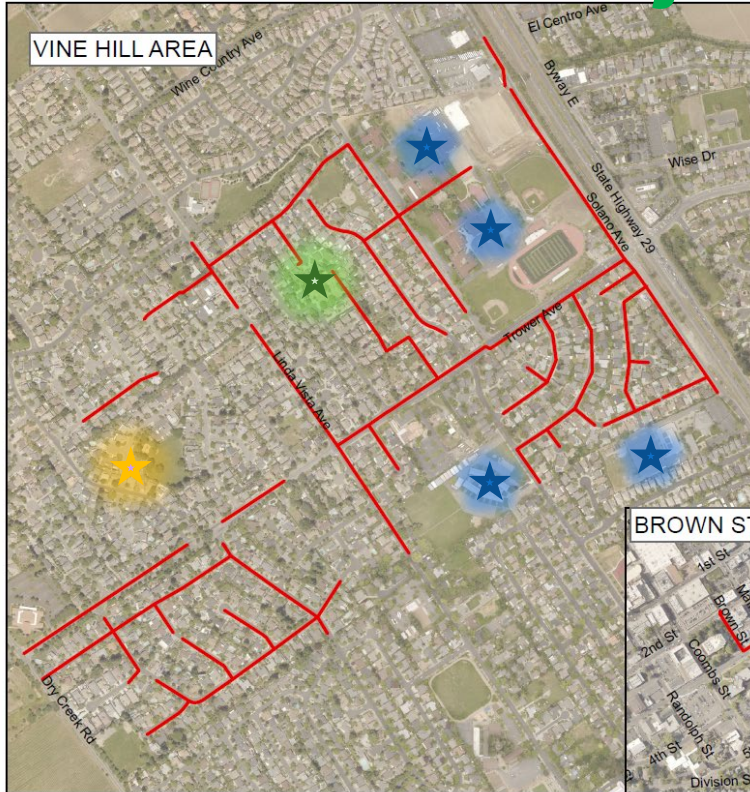 El Centro Ave
VINE HILL AREA
Wine Country Ave
Byway E
Wise Dr
State Highway 29
Solano Ave
Trower Ave
Linda Vista Ave
BROWN ST
1st St
Brown St
2nd St
Coombs St
Randolph St
Dry Creek Rd
4th St
Division S